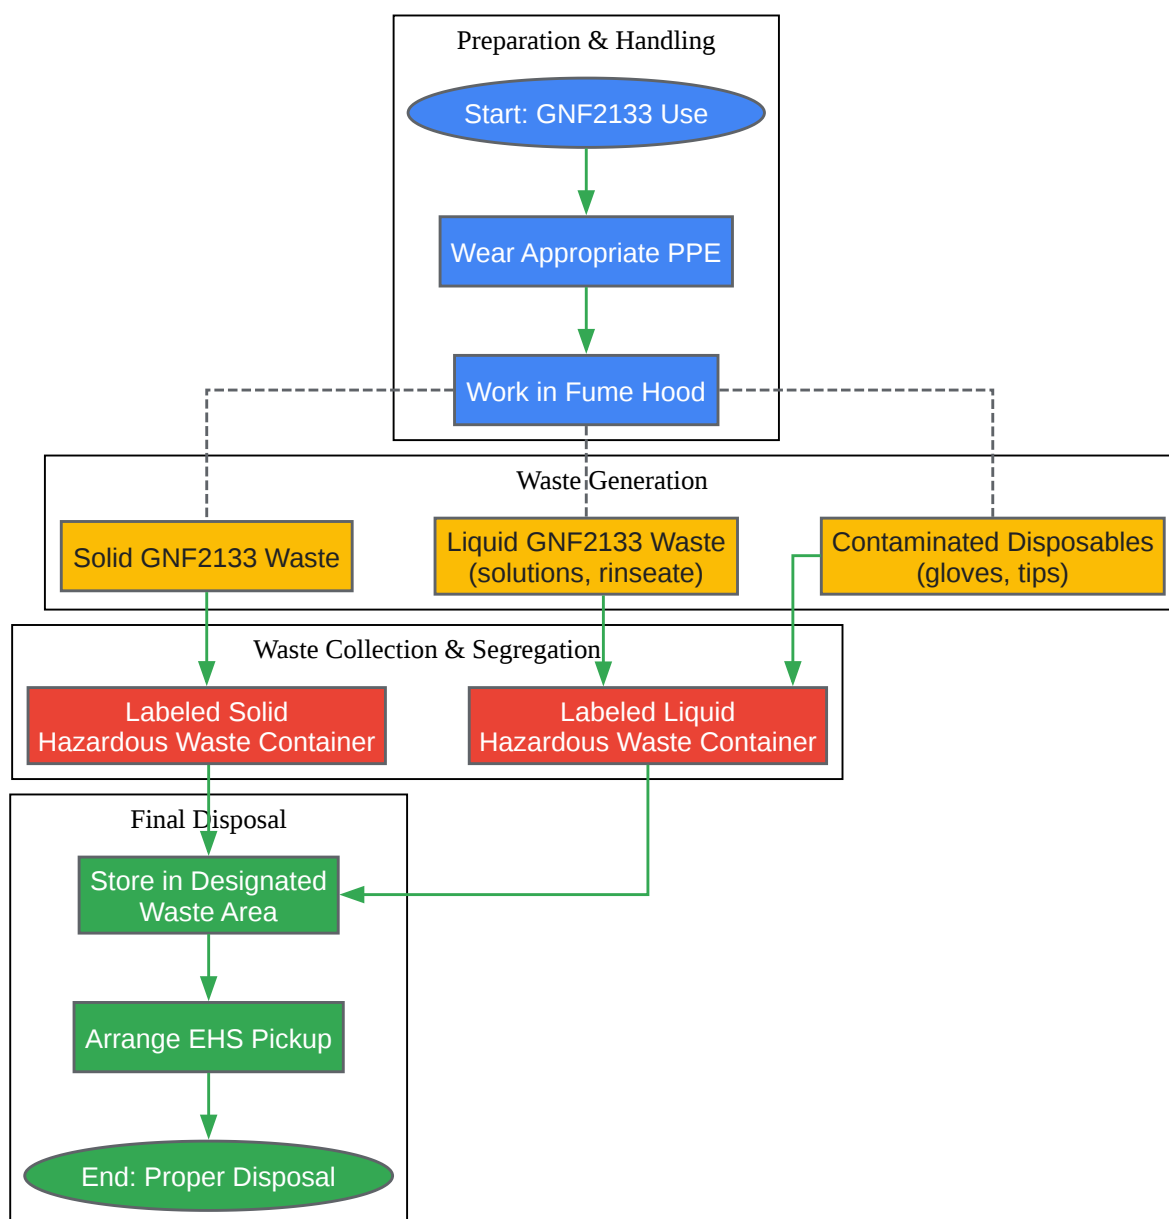 Preparation & Handling
Start: GNF2133 Use
Wear Appropriate PPE
Work in Fume Hood
Waste Generation
Solid GNF2133 Waste
Liquid GNF2133 Waste
(solutions, rinseate)
Contaminated Disposables
(gloves, tips)
Waste Collection & Segregation
Labeled Solid
Hazardous Waste Container
Labeled Liquid
Hazardous Waste Container
Final Disposal
Store in Designated
Waste Area
Arrange EHS Pickup
End: Proper Disposal